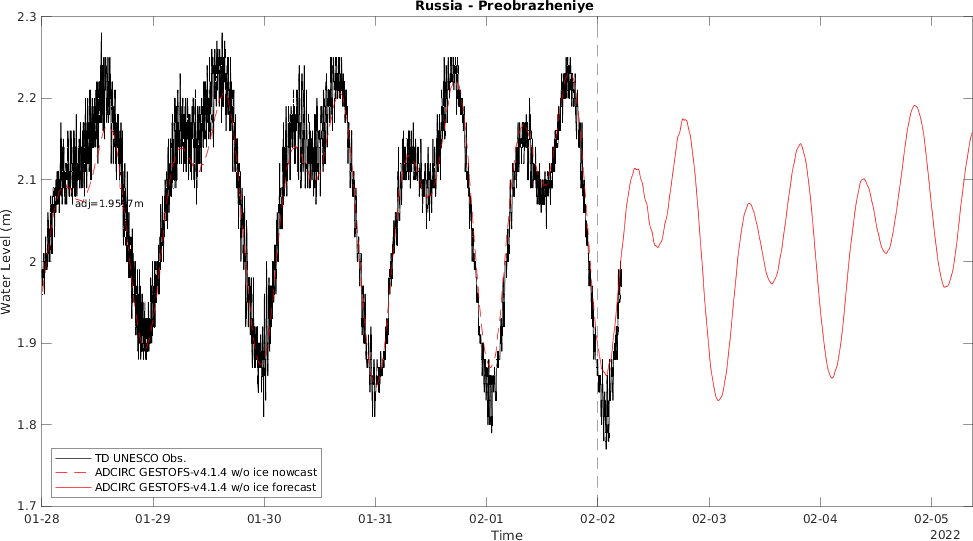 Russia - Preobrazheniye
2.3
2.2
2.1
2
1.9
1.8
1.7
Water Level (m)
adj=1.9597m
TD UNESCO Obs.
ADCIRC GESTOFS-v4.1.4 w/o ice nowcast
ADCIRC GESTOFS-v4.1.4 w/o ice forecast
01-28 01-29 01-30 01-31 02-01 02-02 02-03 02-04 02-05
Time
2022